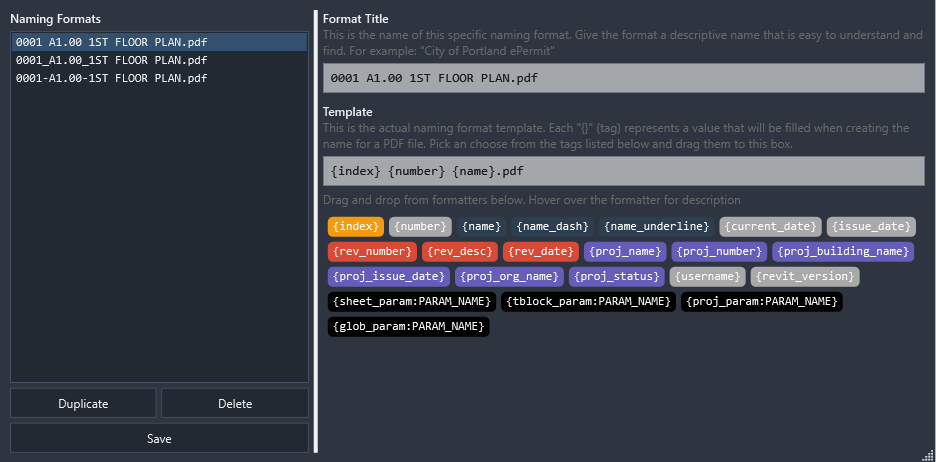 Naming Formats
0001 A1.00 1ST FLOOR PLAN.pdf
0001_A1.00_1ST FLOOR PLAN.pdf
0001-A1.00-1ST FLOOR PLAN.pdf
Duplicate
Delete
Save
Format Title
This is the name of this specific naming format. Give the format a descriptive name that is easy to understand and
find. For example: "City of Portland ePermit"
0001 A1.00 1ST FLOOR PLAN.pdf
Template
This is the actual naming format template. Each "{}" (tag) represents a value that will be filled when creating the
name for a PDF file. Pick an choose from the tags listed below and drag them to this box.
{index} {number} {name}.pdf
Drag and drop from formatters below. Hover over the formatter for description
{index} {number} {name} {name_dash} {name_underline} {current_date} {issue_date}
{rev_number} {rev_desc} {rev_date} {proj_name} {proj_number} {proj_building_name}
{proj_issue_date} {proj_org_name} {proj_status} {username} {revit_version}
{sheet_param:PARAM_NAME} {tblock_param:PARAM_NAME} {proj_param:PARAM_NAME}
{glob_param:PARAM_NAME}